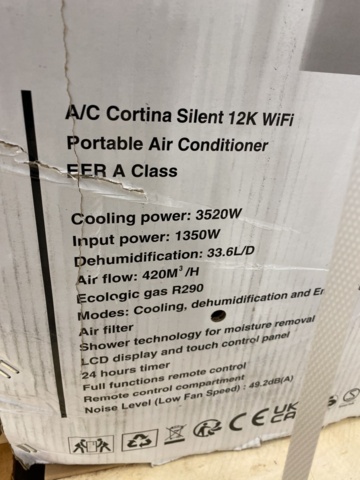 A/C Cortina Silent 12K WiFi
Portable Air Conditioner
EER A Class
Cooling power: 3520W
Input power: 1350W
Dehumidification: 33.6L/D
Air flow: 420M³/H
Ecologic gas R290
Modes: Cooling, dehumidification and
Air filter
Shower technology for moisture removal
LCD display and touch control panel
24 hours timer
Full functions remote control
Remote control compartment
Noise Level (Low Fan Speed) : 49.2dB(A)
CE UK CA